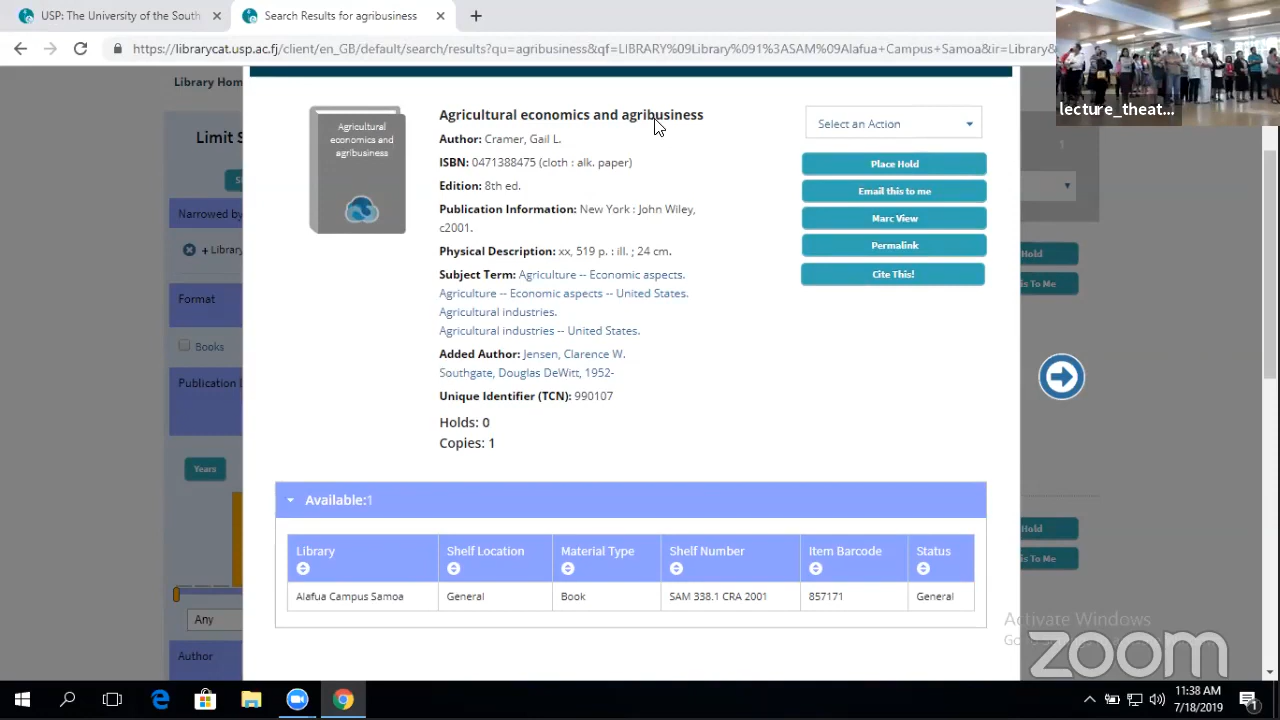 USP: The University of the South
Search Results for agribusiness
https://librarycat.usp.ac.fj/client/en_GB/default/search/results?qu=agribusiness&qf=LIBRARY%09Library%091%3ASAM%09Alafua+Campus+Samoa&ir=Library&
lecture_theat...
Library Hom
Limit S
Narrowed by
+ Library
Format
Books
Publication
Years
Any
Author
Agricultural
economics and
agribusiness
Agricultural economics and agribusiness
Author: Cramer, Gail L.
ISBN: 0471388475 (cloth : alk. paper)
Edition: 8th ed.
Publication Information: New York : John Wiley,
c2001.
Physical Description: xx, 519 p. : ill. ; 24 cm.
Subject Term: Agriculture -- Economic aspects.
Agriculture -- Economic aspects -- United States.
Agricultural industries.
Agricultural industries -- United States.
Added Author: Jensen, Clarence W.
Southgate, Douglas DeWitt, 1952-
Unique Identifier (TCN): 990107
Holds: 0
Copies: 1
Select an Action
Place Hold
Email this to me
Marc View
Permalink
Cite This!
1
Hold
is To Me
Hold
is To Me
Available:1
Library Shelf Location Material Type Shelf Number Item Barcode Status
Alafua Campus Samoa General Book SAM 338.1 CRA 2001 857171 General
Activate Windows
zoom
11:38 AM
7/18/2019
1